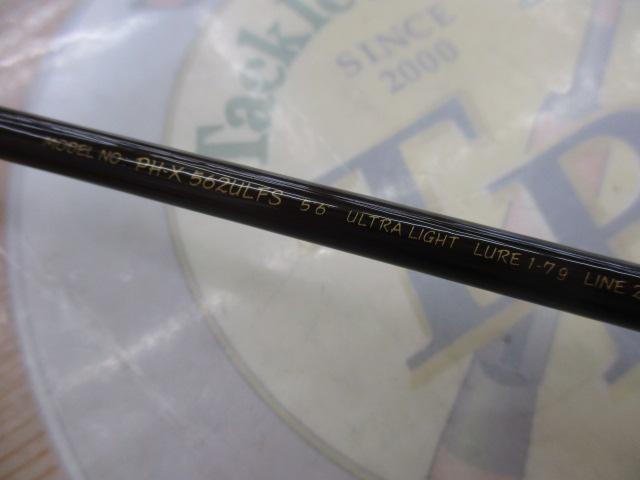 Tackle
SINCE
2000
MODEL NO PH-X 562ULFS 5'6" ULTRA LIGHT LURE 1-7g LINE 2